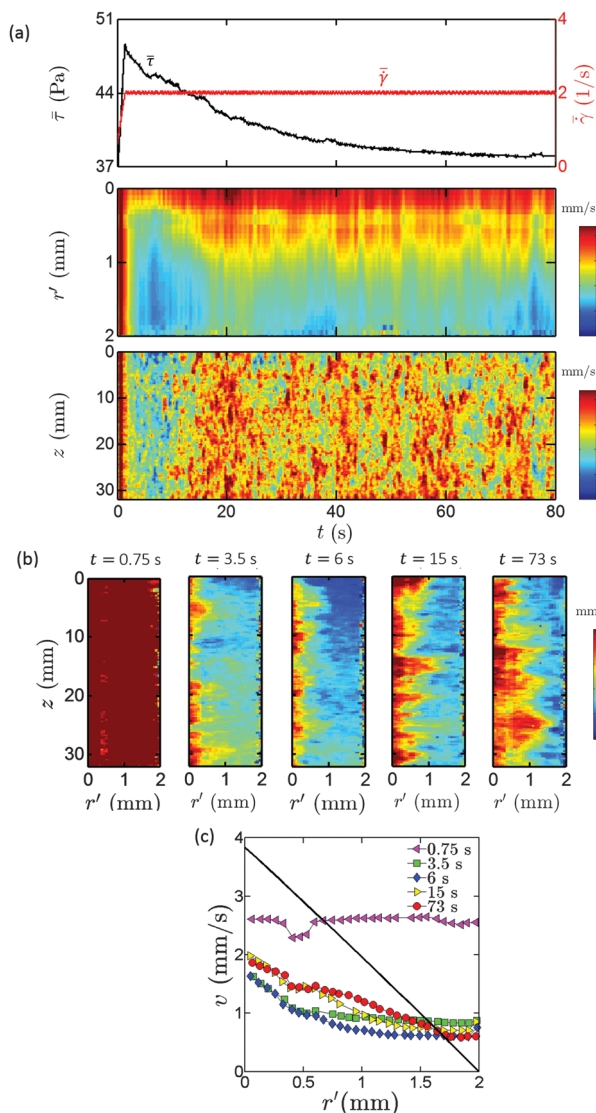 (a)
51
44
37
τ̄ (Pa)
τ̄
γ̇̄
4
2
0
γ̇̄ (1/s)
0
1
2
r′ (mm)
mm/s
0
10
20
30
z (mm)
mm/s
0 20 40 60 80
t (s)
(b)
t = 0.75 s t = 3.5 s t = 6 s t = 15 s t = 73 s
mm
0
10
20
30
z (mm)
0 1 2 0 1 2 0 1 2 0 1 2 0 1 2
r′ (mm) r′ (mm) r′ (mm) r′ (mm) r′ (mm)
(c)
4
3
2
1
0
v (mm/s)
0.75 s
3.5 s
6 s
15 s
73 s
0 0.5 1 1.5 2
r′(mm)